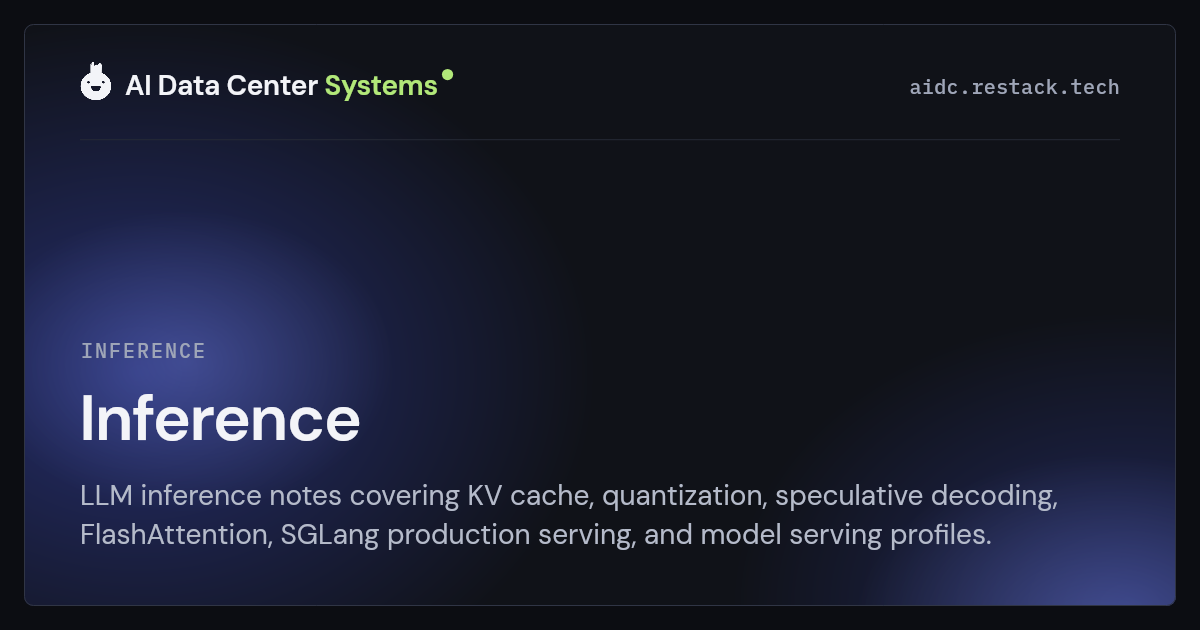 AI Data Center Systems
aidc.restack.tech
INFERENCE
Inference
LLM inference notes covering KV cache, quantization, speculative decoding,
FlashAttention, SGLang production serving, and model serving profiles.